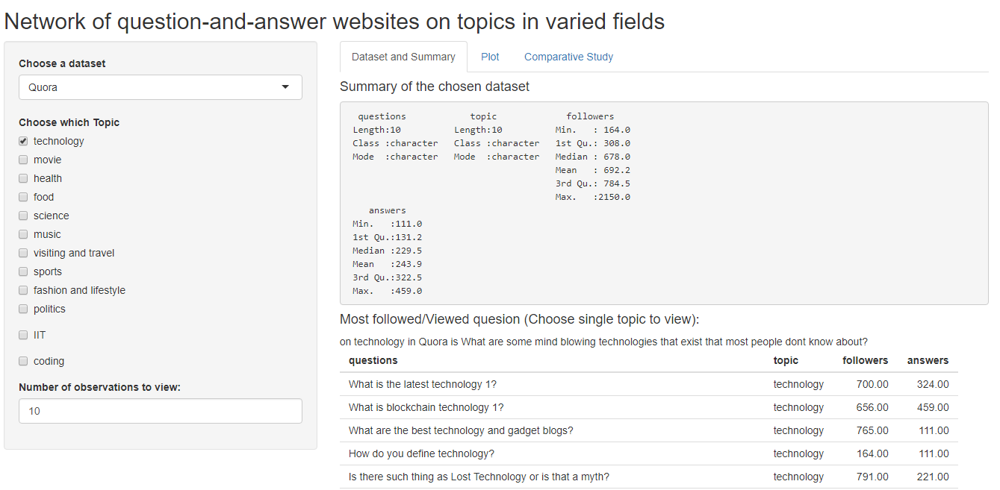 Network of question-and-answer websites on topics in varied fields
Choose a dataset
Quora
Choose which Topic
technology
movie
health
food
science
music
visiting and travel
sports
fashion and lifestyle
politics
IIT
coding
Number of observations to view:
10
Dataset and Summary Plot Comparative Study
Summary of the chosen dataset
questions topic followers
Length:10 Length:10 Min. : 164.0
Class :character Class :character 1st Qu.: 308.0
Mode :character Mode :character Median : 678.0
Mean : 692.2
3rd Qu.: 784.5
Max. :2150.0
answers
Min. :111.0
1st Qu.:131.2
Median :229.5
Mean :243.9
3rd Qu.:322.5
Max. :459.0
Most followed/Viewed quesion (Choose single topic to view):
on technology in Quora is What are some mind blowing technologies that exist that most people dont know about?
questions topic followers answers
What is the latest technology 1? technology 700.00 324.00
What is blockchain technology 1? technology 656.00 459.00
What are the best technology and gadget blogs? technology 765.00 111.00
How do you define technology? technology 164.00 111.00
Is there such thing as Lost Technology or is that a myth? technology 791.00 221.00